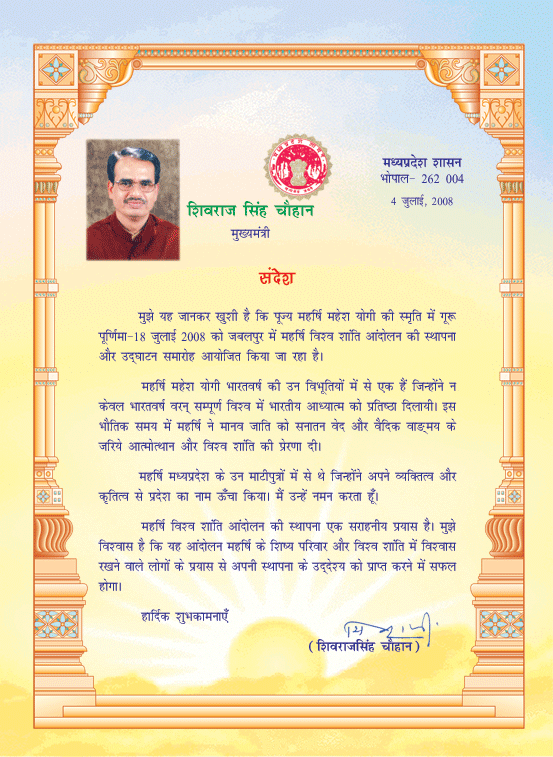 मध्यप्रदेश शासन
भोपाल- 262 004
4 जुलाई, 2008
शिवराज सिंह चौहान
मुख्यमंत्री
संदेश
मुझे यह जानकर खुशी है कि पूज्य महर्षि महेश योगी की स्मृति में गुरू
पूर्णिमा-18 जुलाई 2008 को जबलपुर में महर्षि विश्व शांति आंदोलन की स्थापना
और उद्घाटन समारोह आयोजित किया जा रहा है।
महर्षि महेश योगी भारतवर्ष की उन विभूतियों में से एक हैं जिन्होंने न
केवल भारतवर्ष वरन् सम्पूर्ण विश्व में भारतीय आध्यात्म को प्रतिष्ठा दिलायी। इस
भौतिक समय में महर्षि ने मानव जाति को सनातन वेद और वैदिक वाङ्मय के
जरिये आत्मोत्थान और विश्व शांति की प्रेरणा दी।
महर्षि मध्यप्रदेश के उन माटीपुत्रों में से थे जिन्होंने अपने व्यक्तित्व और
कृतित्व से प्रदेश का नाम ऊँचा किया। मैं उन्हें नमन करता हूँ।
महर्षि विश्व शांति आंदोलन की स्थापना एक सराहनीय प्रयास है। मुझे
विश्वास है कि यह आंदोलन महर्षि के शिष्य परिवार और विश्व शांति में विश्वास
रखने वाले लोगों के प्रयास से अपनी स्थापना के उद्देश्य को प्राप्त करने में सफल
होगा।
हार्दिक शुभकामनाएँ
( शिवराजसिंह चौहान )